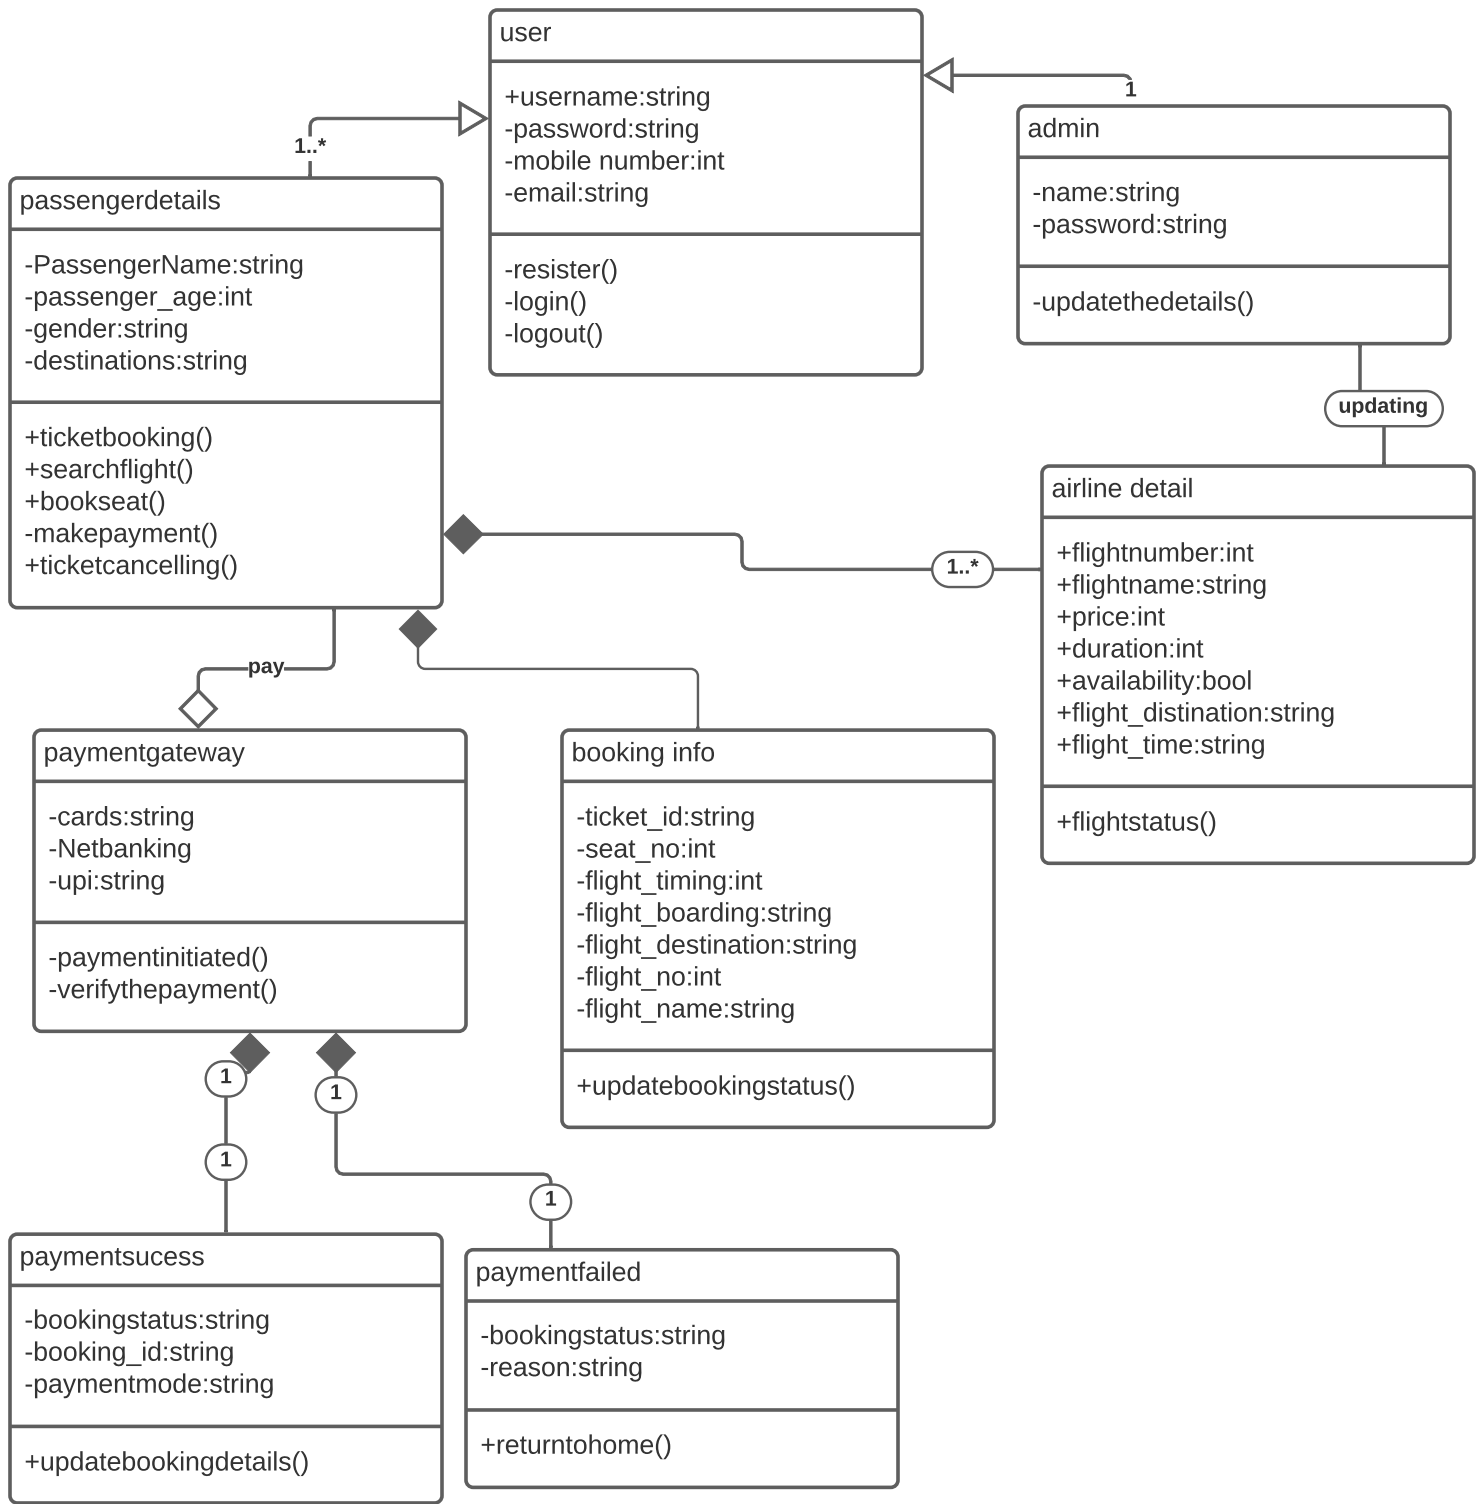 user
+username:string
-password:string
-mobile number:int
-email:string
-resister()
-login()
-logout()
1
admin
-name:string
-password:string
-updatethedetails()
1..*
passengerdetails
-PassengerName:string
-passenger_age:int
-gender:string
-destinations:string
+ticketbooking()
+searchflight()
+bookseat()
-makepayment()
+ticketcancelling()
updating
airline detail
+flightnumber:int
+flightname:string
+price:int
+duration:int
+availability:bool
+flight_distination:string
+flight_time:string
+flightstatus()
1..*
pay
paymentgateway
-cards:string
-Netbanking
-upi:string
-paymentinitiated()
-verifythepayment()
booking info
-ticket_id:string
-seat_no:int
-flight_timing:int
-flight_boarding:string
-flight_destination:string
-flight_no:int
-flight_name:string
+updatebookingstatus()
1
1
1
1
paymentsucess
-bookingstatus:string
-booking_id:string
-paymentmode:string
+updatebookingdetails()
paymentfailed
-bookingstatus:string
-reason:string
+returntohome()